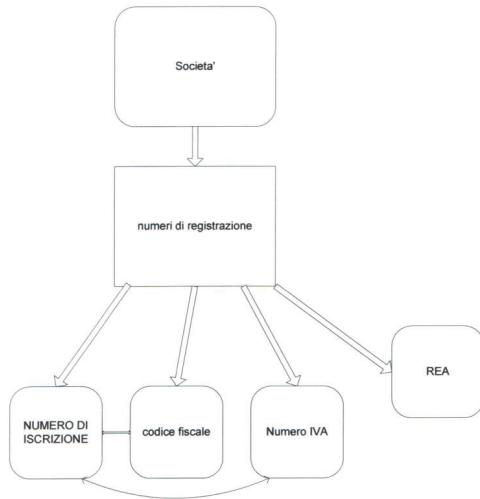 Societa'
numeri di registrazione
REA
NUMERO DI
ISCRIZIONE
codice fiscale
Numero IVA